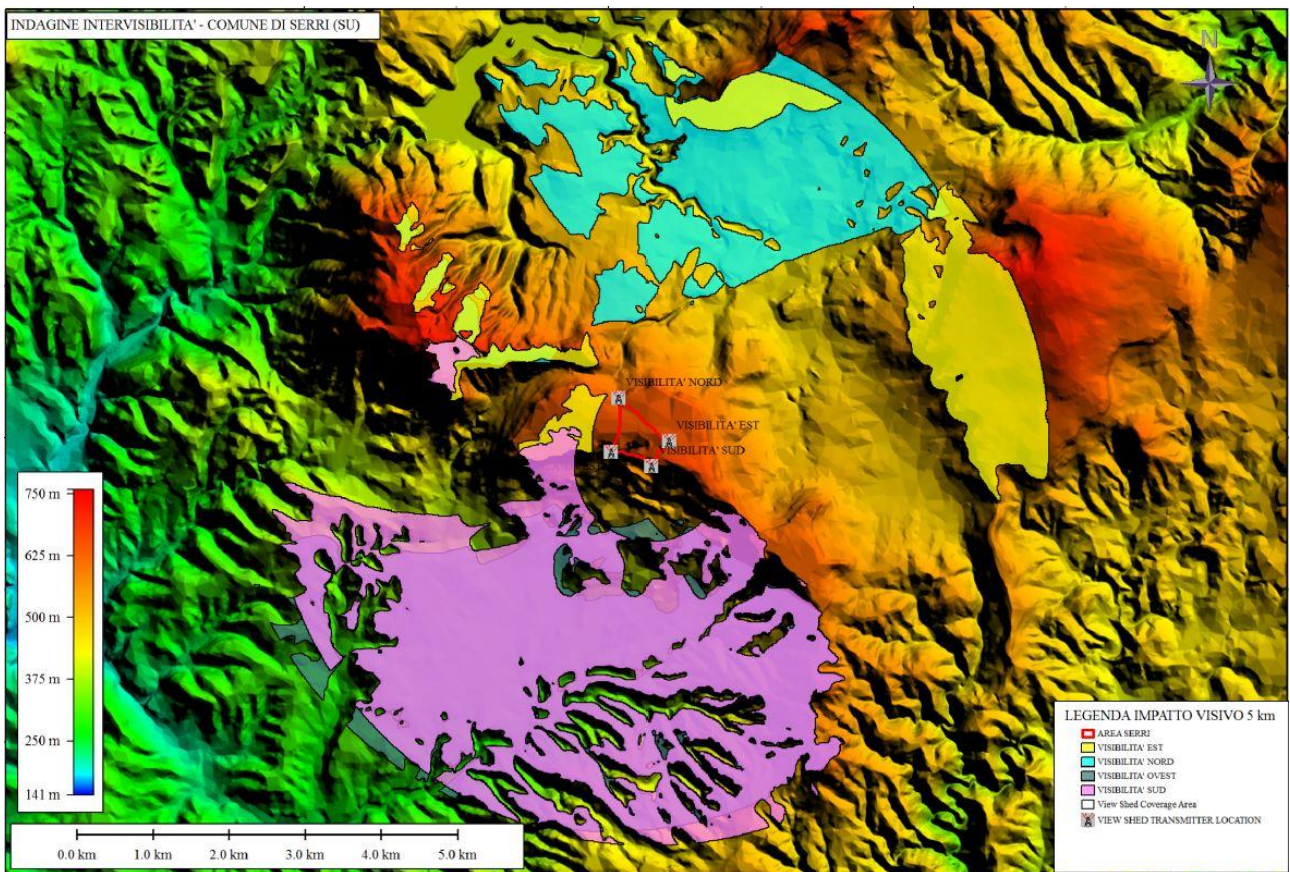 INDAGINE INTERVISIBILITA' - COMUNE DI SERRI (SU)
N
VISIBILITA' NORD
VISIBILITA' EST
VISIBILITA' SUD
750 m
625 m
500 m
375 m
250 m
141 m
0.0 km 1.0 km 2.0 km 3.0 km 4.0 km 5.0 km
LEGENDA IMPATTO VISIVO 5 km
AREA SERRI
VISIBILITA' EST
VISIBILITA' NORD
VISIBILITA' OVEST
VISIBILITA' SUD
View Shed Coverage Area
VIEW SHED TRANSMITTER LOCATION